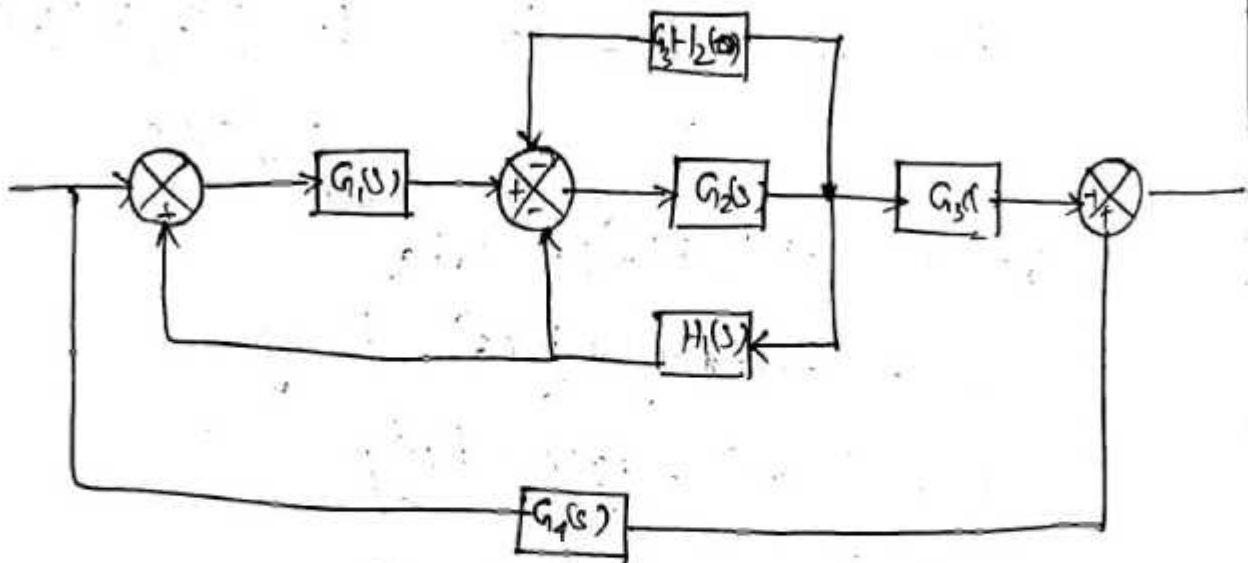 G3H2(s)
G1(s)
G2(s)
G3(
+
+
-
-
+
+
H1(s)
G4(s)